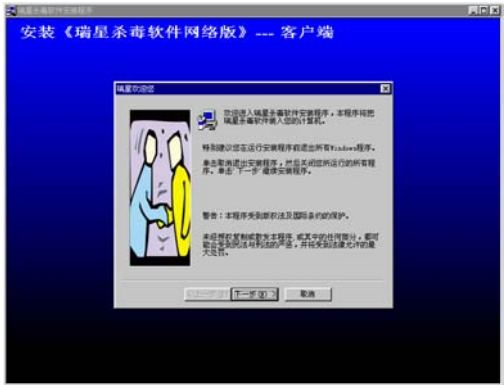 瑞星杀毒软件安装程序
安装《瑞星杀毒软件网络版》--- 客户端
瑞星欢迎您
欢迎进入瑞星杀毒软件安装程序，本程序将把
瑞星杀毒软件装入您的计算机。
特别建议您在运行安装程序前退出所有Windows程序。
单击取消退出安装程序，然后关闭您所运行的所有程
序。单击"下一步"继续安装程序。
警告：本程序受到版权法及国际条约的保护。
未经授权复制或散发本程序，或其中的任何部分，都可
能会受到民法与刑法的严惩，并将受到法律允许的最
大处罚。
下一步(N) >
取消